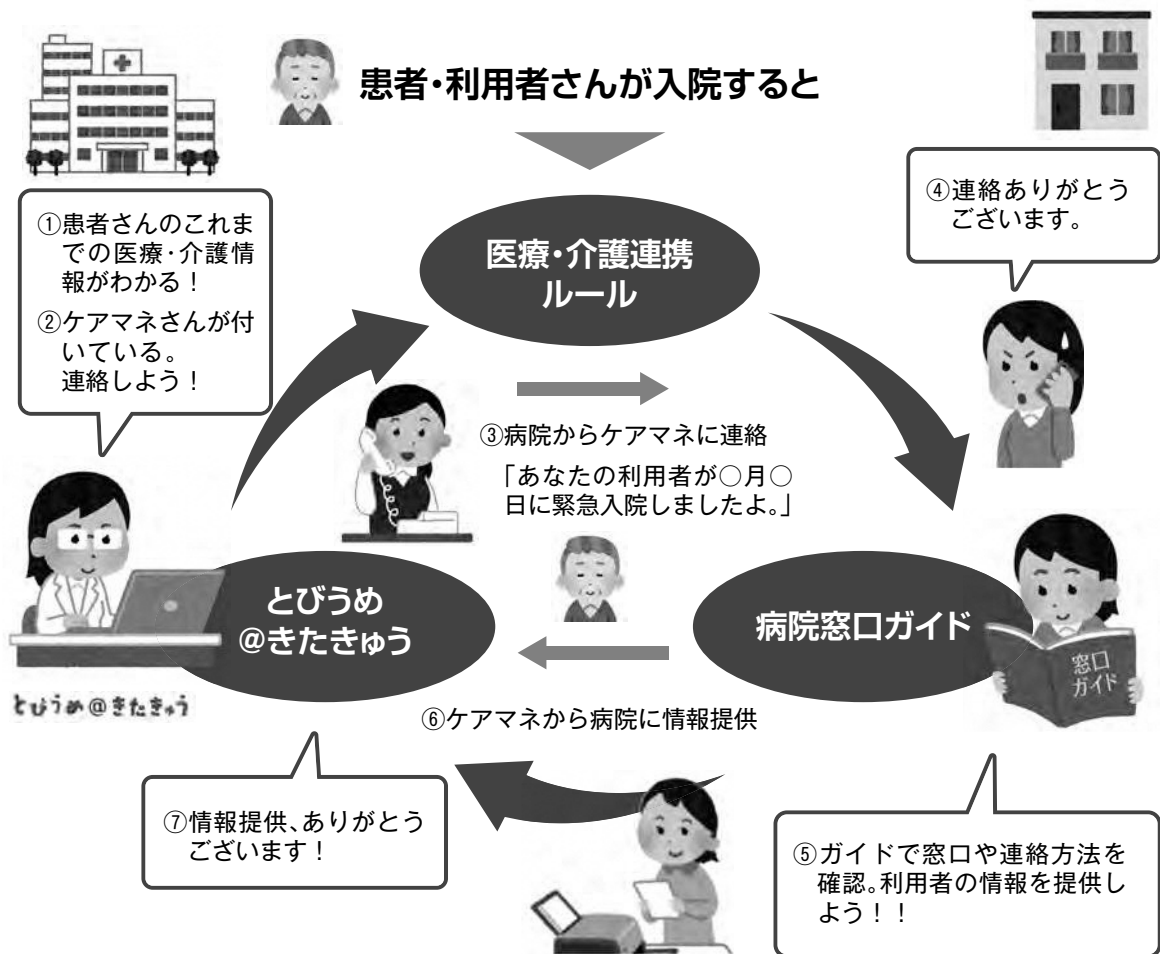 患者・利用者さんが入院すると
①患者さんのこれま
での医療・介護情
報がわかる！
②ケアマネさんが付
いている。
連絡しよう！
医療・介護連携
ルール
④連絡ありがとう
ございます。
③病院からケアマネに連絡
「あなたの利用者が○月○
日に緊急入院しましたよ。」
とびうめ
@きたきゅう
とびうめ@きたきゅう
病院窓口ガイド
窓口
ガイド
⑥ケアマネから病院に情報提供
⑦情報提供、ありがとう
ございます！
⑤ガイドで窓口や連絡方法を
確認。利用者の情報を提供し
よう！！